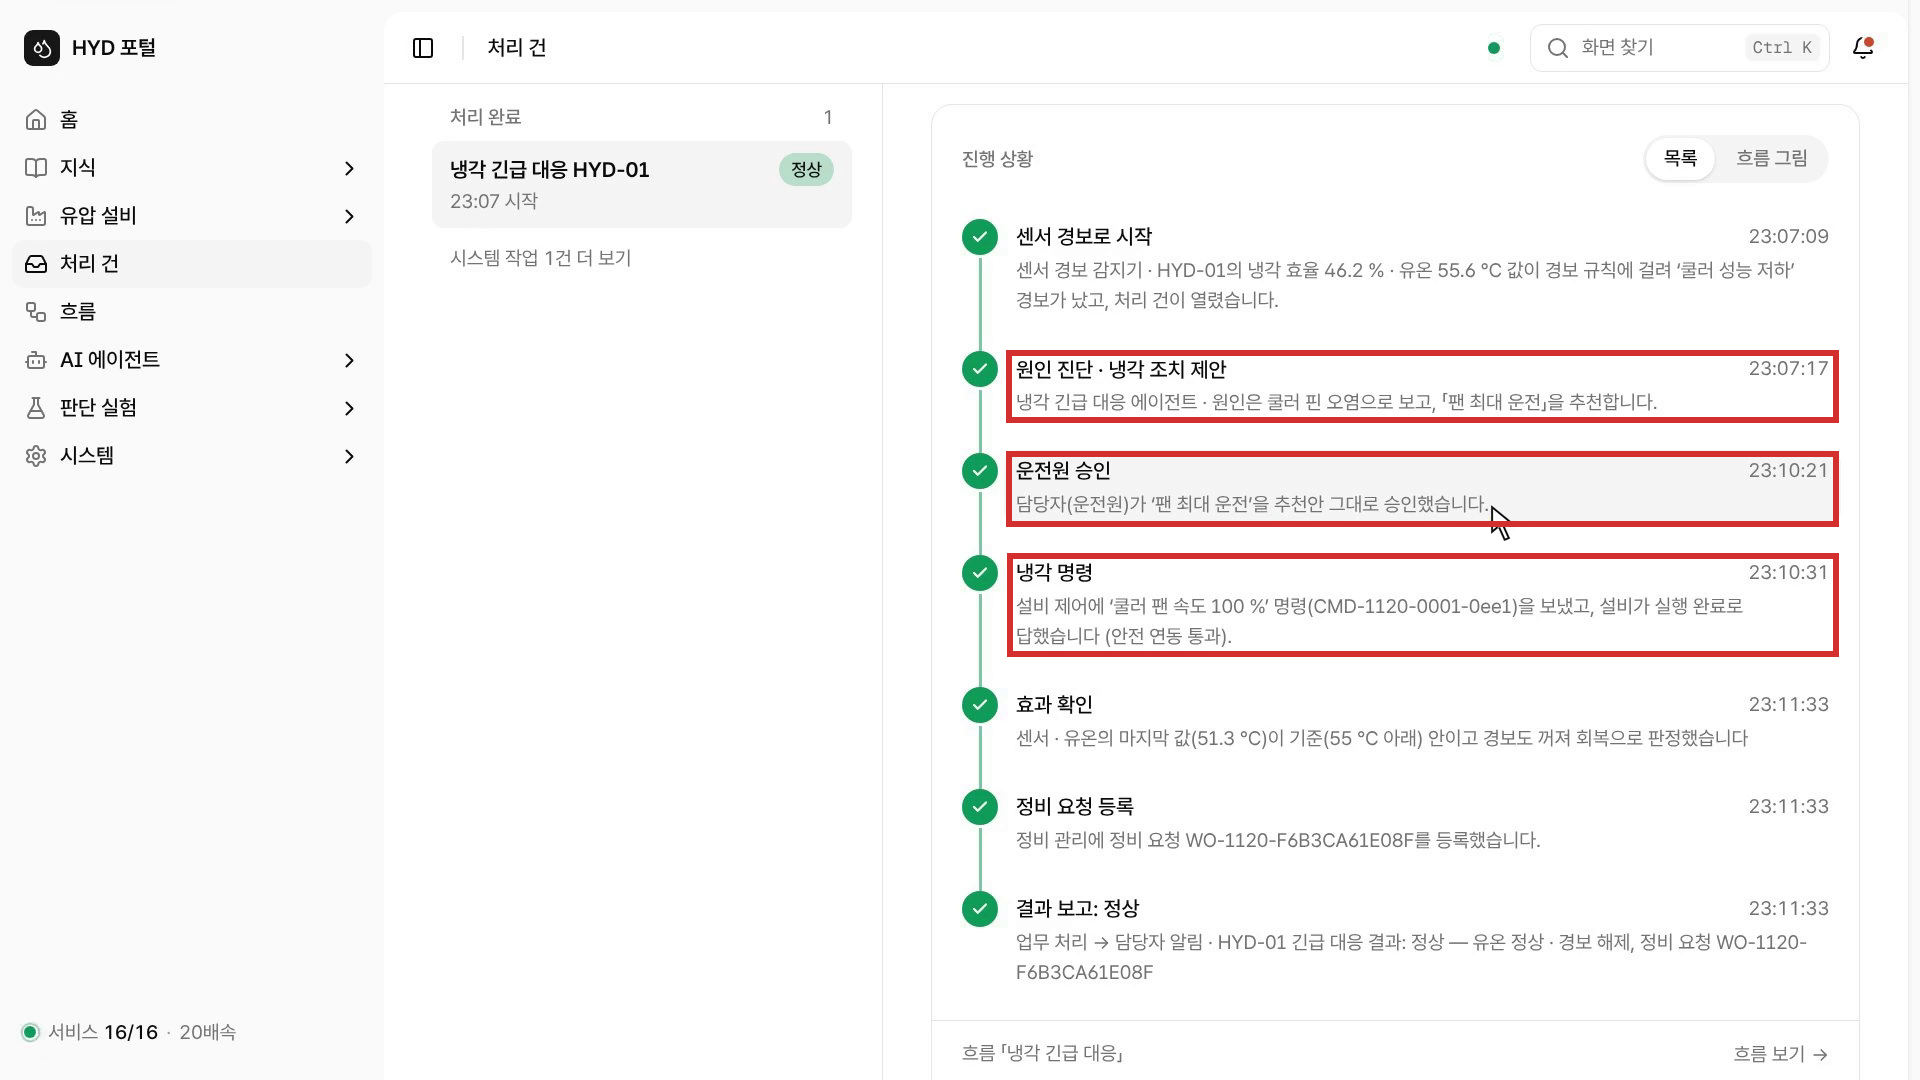 HYD 포털
홈
지식
유압 설비
처리 건
흐름
AI 에이전트
판단 실험
시스템
서비스 16/16 · 20배속
처리 건
화면 찾기
Ctrl K
처리 완료
1
냉각 긴급 대응 HYD-01
정상
23:07 시작
시스템 작업 1건 더 보기
진행 상황
목록
흐름 그림
센서 경보로 시작
23:07:09
센서 경보 감지기 · HYD-01의 냉각 효율 46.2 % · 유온 55.6 °C 값이 경보 규칙에 걸려 ‘쿨러 성능 저하’
경보가 났고, 처리 건이 열렸습니다.
원인 진단 · 냉각 조치 제안
23:07:17
냉각 긴급 대응 에이전트 · 원인은 쿨러 핀 오염으로 보고, 「팬 최대 운전」을 추천합니다.
운전원 승인
23:10:21
담당자(운전원)가 ‘팬 최대 운전’을 추천안 그대로 승인했습니다.
냉각 명령
23:10:31
설비 제어에 ‘쿨러 팬 속도 100 %’ 명령(CMD-1120-0001-0ee1)을 보냈고, 설비가 실행 완료로
답했습니다 (안전 연동 통과).
효과 확인
23:11:33
센서 · 유온의 마지막 값(51.3 °C)이 기준(55 °C 아래) 안이고 경보도 꺼져 회복으로 판정했습니다
정비 요청 등록
23:11:33
정비 관리에 정비 요청 WO-1120-F6B3CA61E08F를 등록했습니다.
결과 보고: 정상
23:11:33
업무 처리 → 담당자 알림 · HYD-01 긴급 대응 결과: 정상 — 유온 정상 · 경보 해제, 정비 요청 WO-1120-
F6B3CA61E08F
흐름 「냉각 긴급 대응」
흐름 보기 →